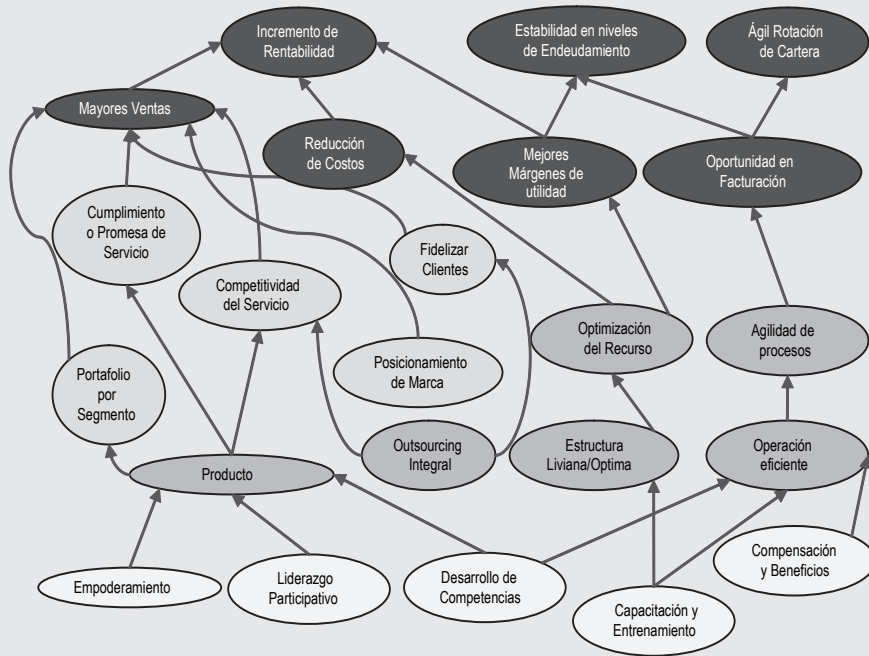 Incremento de
Rentabilidad
Estabilidad en niveles
de Endeudamiento
Ágil Rotación
de Cartera
Mayores Ventas
Reducción
de Costos
Mejores
Márgenes de
utilidad
Oportunidad en
Facturación
Cumplimiento
o Promesa de
Servicio
Fidelizar
Clientes
Competitividad
del Servicio
Optimización
del Recurso
Agilidad de
procesos
Posicionamiento
de Marca
Portafolio
por
Segmento
Producto
Outsourcing
Integral
Estructura
Liviana/Optima
Operación
eficiente
Empoderamiento
Liderazgo
Participativo
Desarrollo de
Competencias
Capacitación y
Entrenamiento
Compensación
y Beneficios